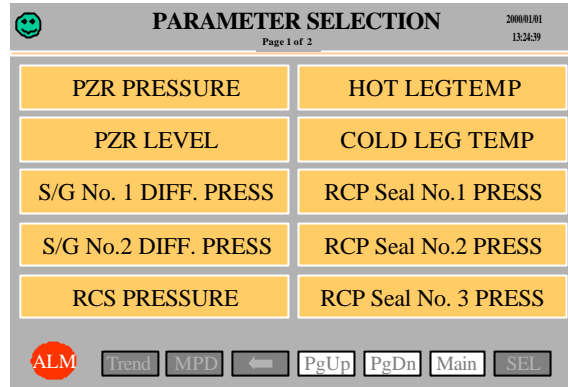 PARAMETER SELECTION
2000/01/01
Page 1 of 2
13:24:39
PZR PRESSURE
HOT LEGTEMP
PZR LEVEL
COLD LEG TEMP
S/G No. 1 DIFF. PRESS
RCP Seal No.1 PRESS
S/G No.2 DIFF. PRESS
RCP Seal No.2 PRESS
RCS PRESSURE
RCP Seal No. 3 PRESS
ALM Trend MPD PgUp PgDn Main SEL